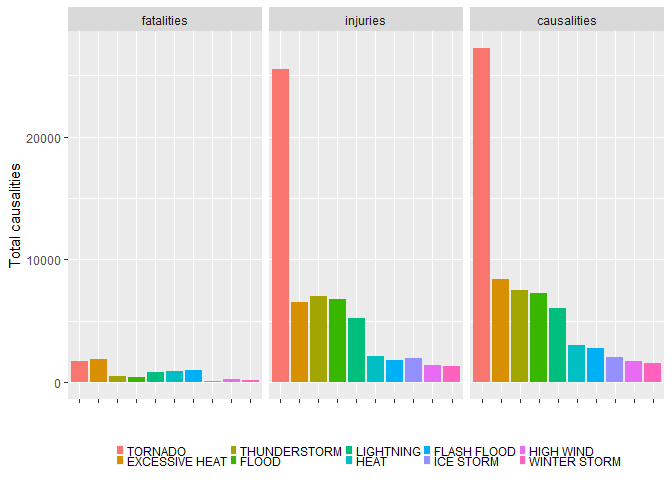 fatalities injuries causalities
Total causalities
20000
10000
0
TORNADO THUNDERSTORM LIGHTNING FLASH FLOOD HIGH WIND
EXCESSIVE HEAT FLOOD HEAT ICE STORM WINTER STORM